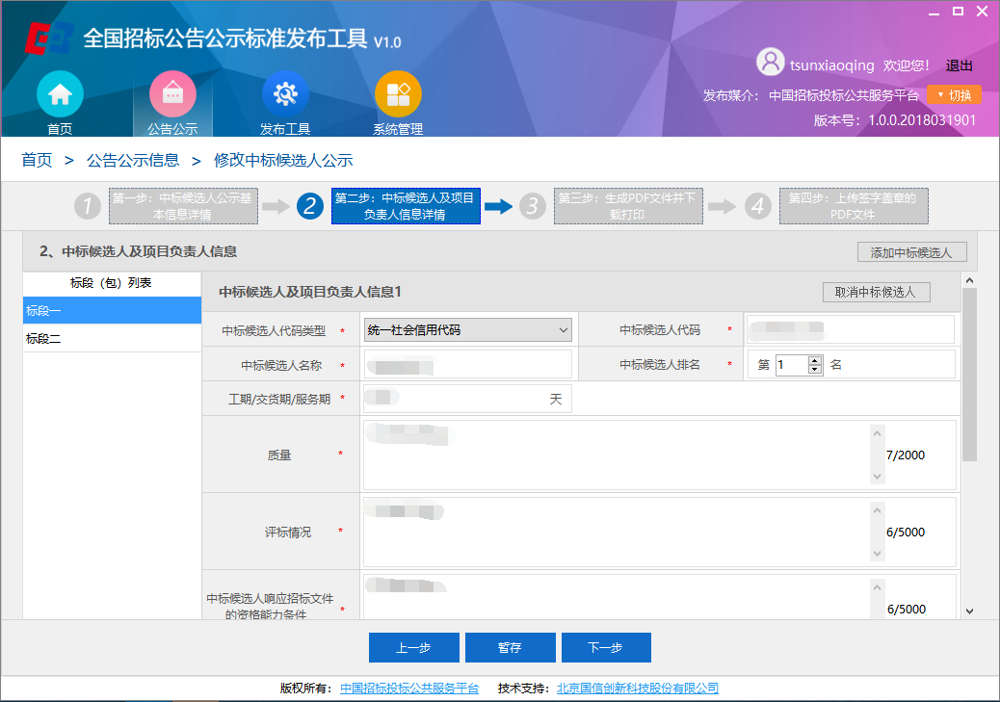 全国招标公告公示标准发布工具 V1.0
tsunxiaoqing 欢迎您! 退出
发布媒介: 中国招标投标公共服务平台 切换
版本号: 1.0.0.2018031901
首页 公告公示 发布工具 系统管理
首页 > 公告公示信息 > 修改中标候选人公示
1 第一步:中标候选人公示基本信息详情
2 第二步:中标候选人及项目负责人信息详情
3 第三步:生成PDF文件并下载打印
4 第四步:上传签字盖章的PDF文件
2、中标候选人及项目负责人信息 添加中标候选人
标段(包)列表
标段一
标段二
中标候选人及项目负责人信息1 取消中标候选人
中标候选人代码类型 * 统一社会信用代码 中标候选人代码 *
中标候选人名称 * 中标候选人排名 * 第 1 名
工期/交货期/服务期 * 天
质量 * 7/2000
评标情况 * 6/5000
中标候选人响应招标文件的资格能力条件 * 6/5000
上一步 暂存 下一步
版权所有: 中国招标投标公共服务平台 技术支持: 北京国信创新科技股份有限公司